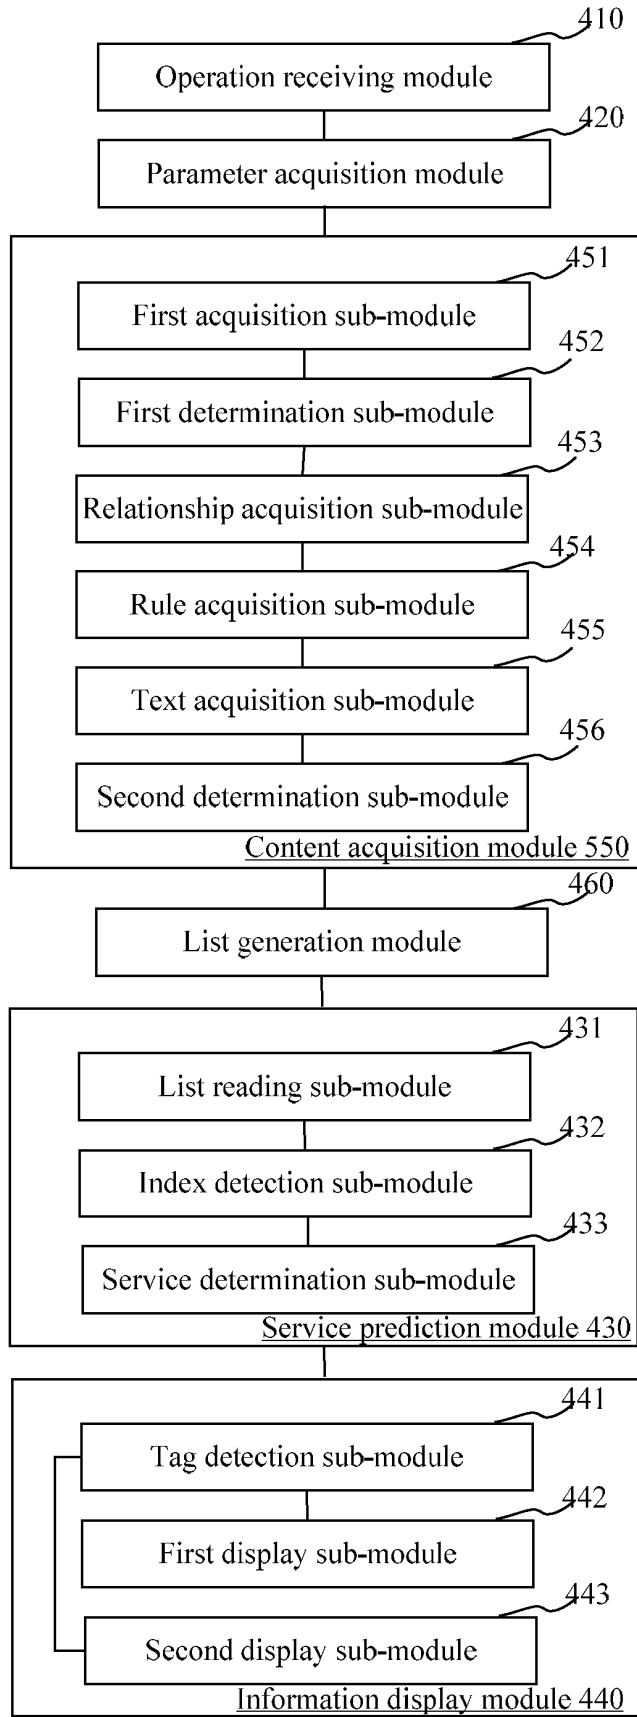 410
Operation receiving module
420
Parameter acquisition module
451
First acquisition sub-module
452
First determination sub-module
453
Relationship acquisition sub-module
454
Rule acquisition sub-module
455
Text acquisition sub-module
456
Second determination sub-module
Content acquisition module 550
460
List generation module
431
List reading sub-module
432
Index detection sub-module
433
Service determination sub-module
Service prediction module 430
441
Tag detection sub-module
442
First display sub-module
443
Second display sub-module
Information display module 440